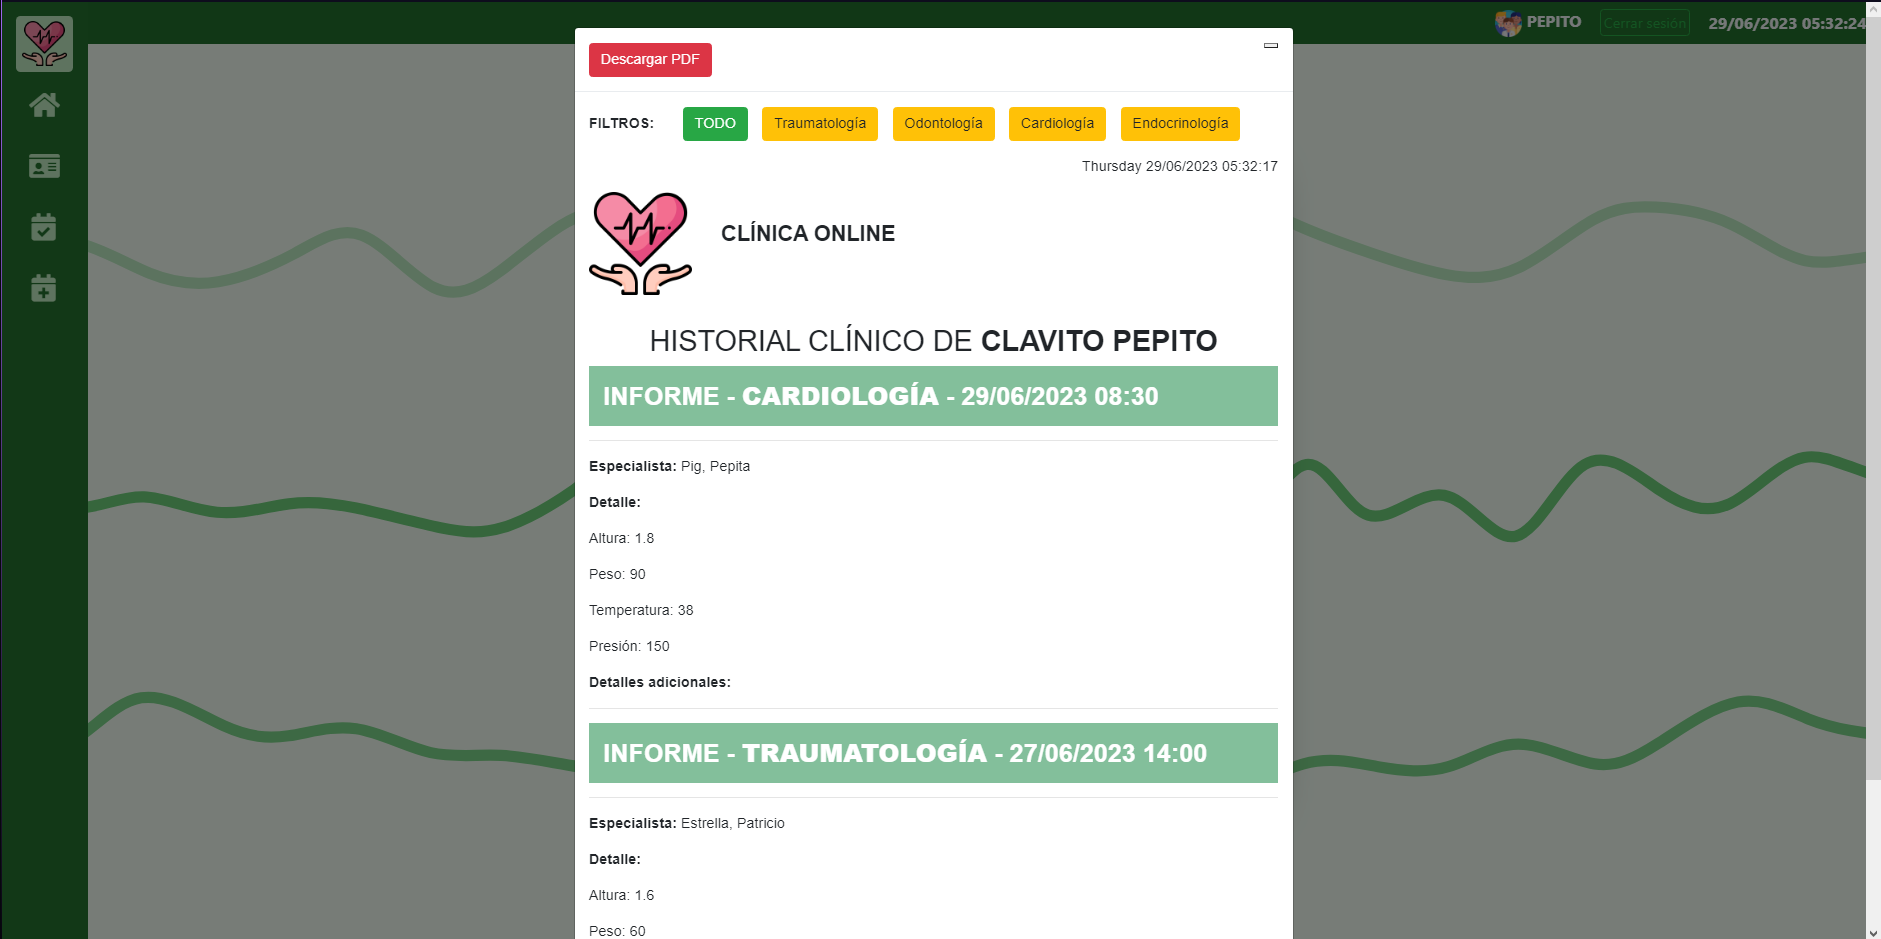 PEPITO Cerrar sesión 29/06/2023 05:32:24
Descargar PDF
FILTROS: TODO Traumatología Odontología Cardiología Endocrinología
Thursday 29/06/2023 05:32:17
CLÍNICA ONLINE
HISTORIAL CLÍNICO DE CLAVITO PEPITO
INFORME - CARDIOLOGÍA - 29/06/2023 08:30
Especialista: Pig, Pepita
Detalle:
Altura: 1.8
Peso: 90
Temperatura: 38
Presión: 150
Detalles adicionales:
INFORME - TRAUMATOLOGÍA - 27/06/2023 14:00
Especialista: Estrella, Patricio
Detalle:
Altura: 1.6
Peso: 60